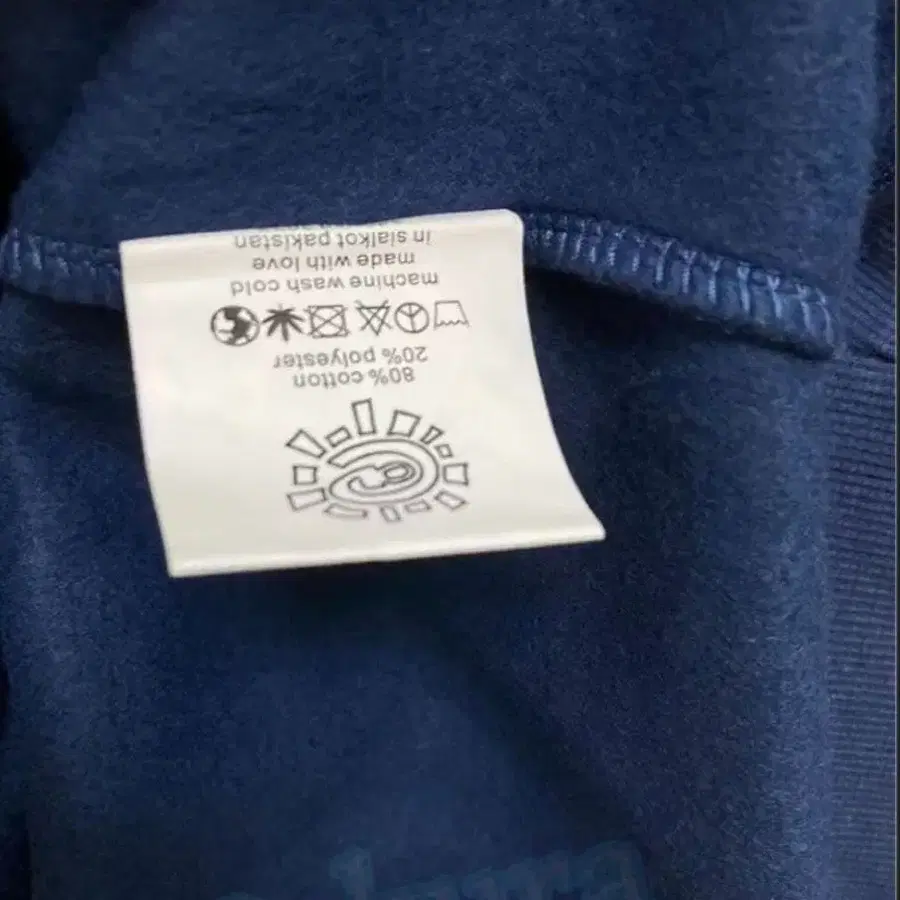 80% cotton
20% polyester
machine wash cold
made with love
in sialkot pakistan